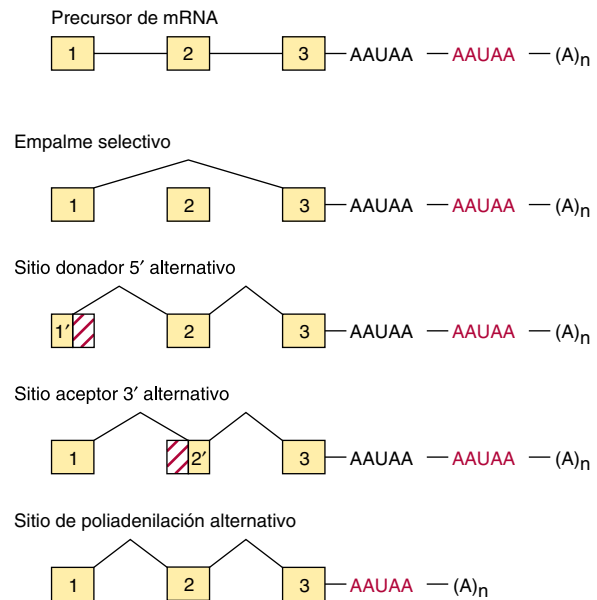 Precursor de mRNA
1 2 3 AAUAA AAUAA (A)n
Empalme selectivo
1 2 3 AAUAA AAUAA (A)n
Sitio donador 5′ alternativo
1′ 2 3 AAUAA AAUAA (A)n
Sitio aceptor 3′ alternativo
1 2′ 3 AAUAA AAUAA (A)n
Sitio de poliadenilación alternativo
1 2 3 AAUAA (A)n